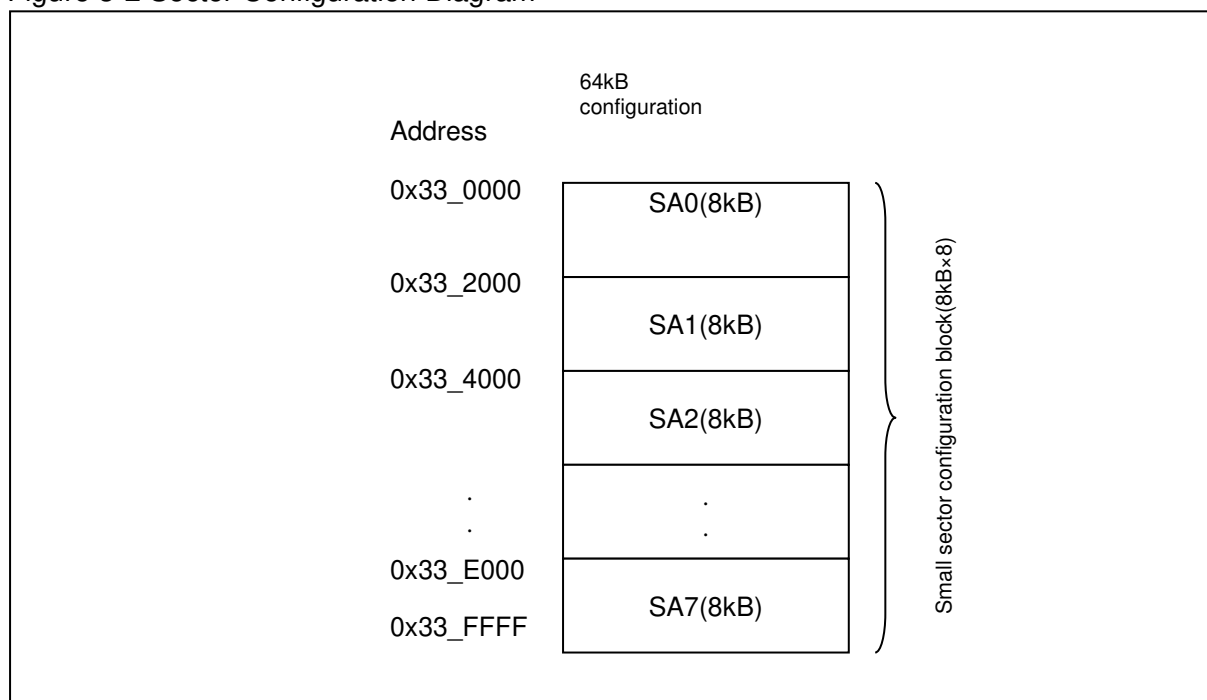 Figure 3-2 Sector Configuration Diagram
64kB
configuration
Address
0x33_0000
SA0(8kB)
0x33_2000
SA1(8kB)
0x33_4000
SA2(8kB)
.
.
.
.
0x33_E000
SA7(8kB)
0x33_FFFF
Small sector configuration block(8kB×8)